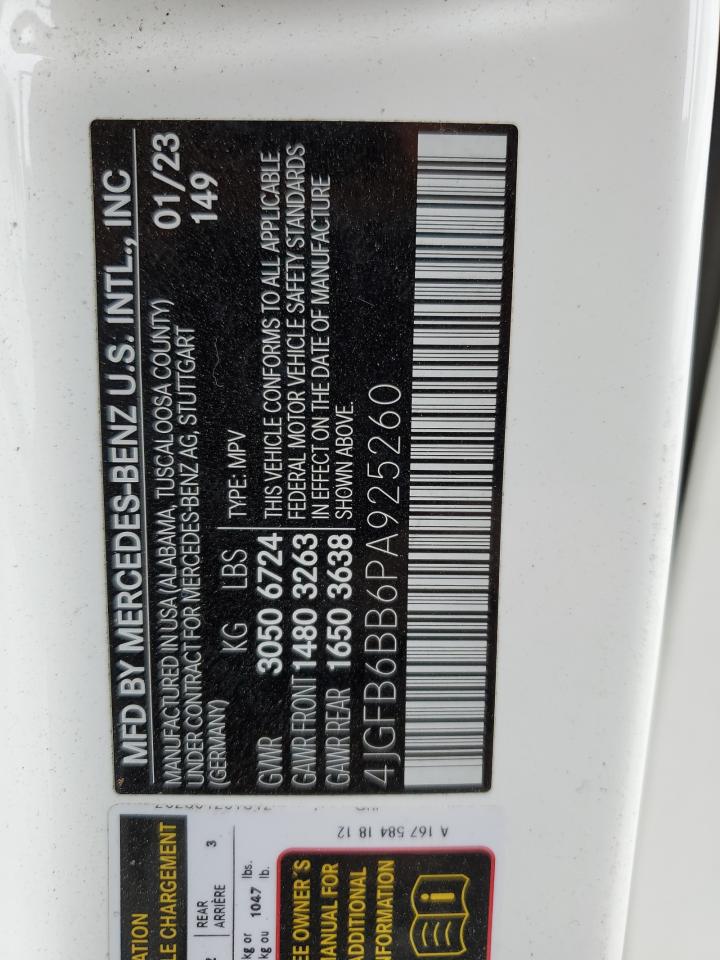 MFD BY MERCEDES-BENZ U.S. INTL., INC
MANUFACTURED IN USA (ALABAMA, TUSCALOOSA COUNTY)
UNDER CONTRACT FOR MERCEDES-BENZ AG, STUTTGART
(GERMANY)
01/23
149
KG LBS TYPE: MPV
GVWR 3050 6724
GAWR FRONT 1480 3263
GAWR REAR 1650 3638
THIS VEHICLE CONFORMS TO ALL APPLICABLE
FEDERAL MOTOR VEHICLE SAFETY STANDARDS
IN EFFECT ON THE DATE OF MANUFACTURE
SHOWN ABOVE.
4JGFB6BB6PA925260
A 167 584 18 12
LE CHARGEMENT
REAR
ARRIÈRE 3
kg or 1047 lbs.
kg ou lb.
OWNER'S
FOR
ADDITIONAL